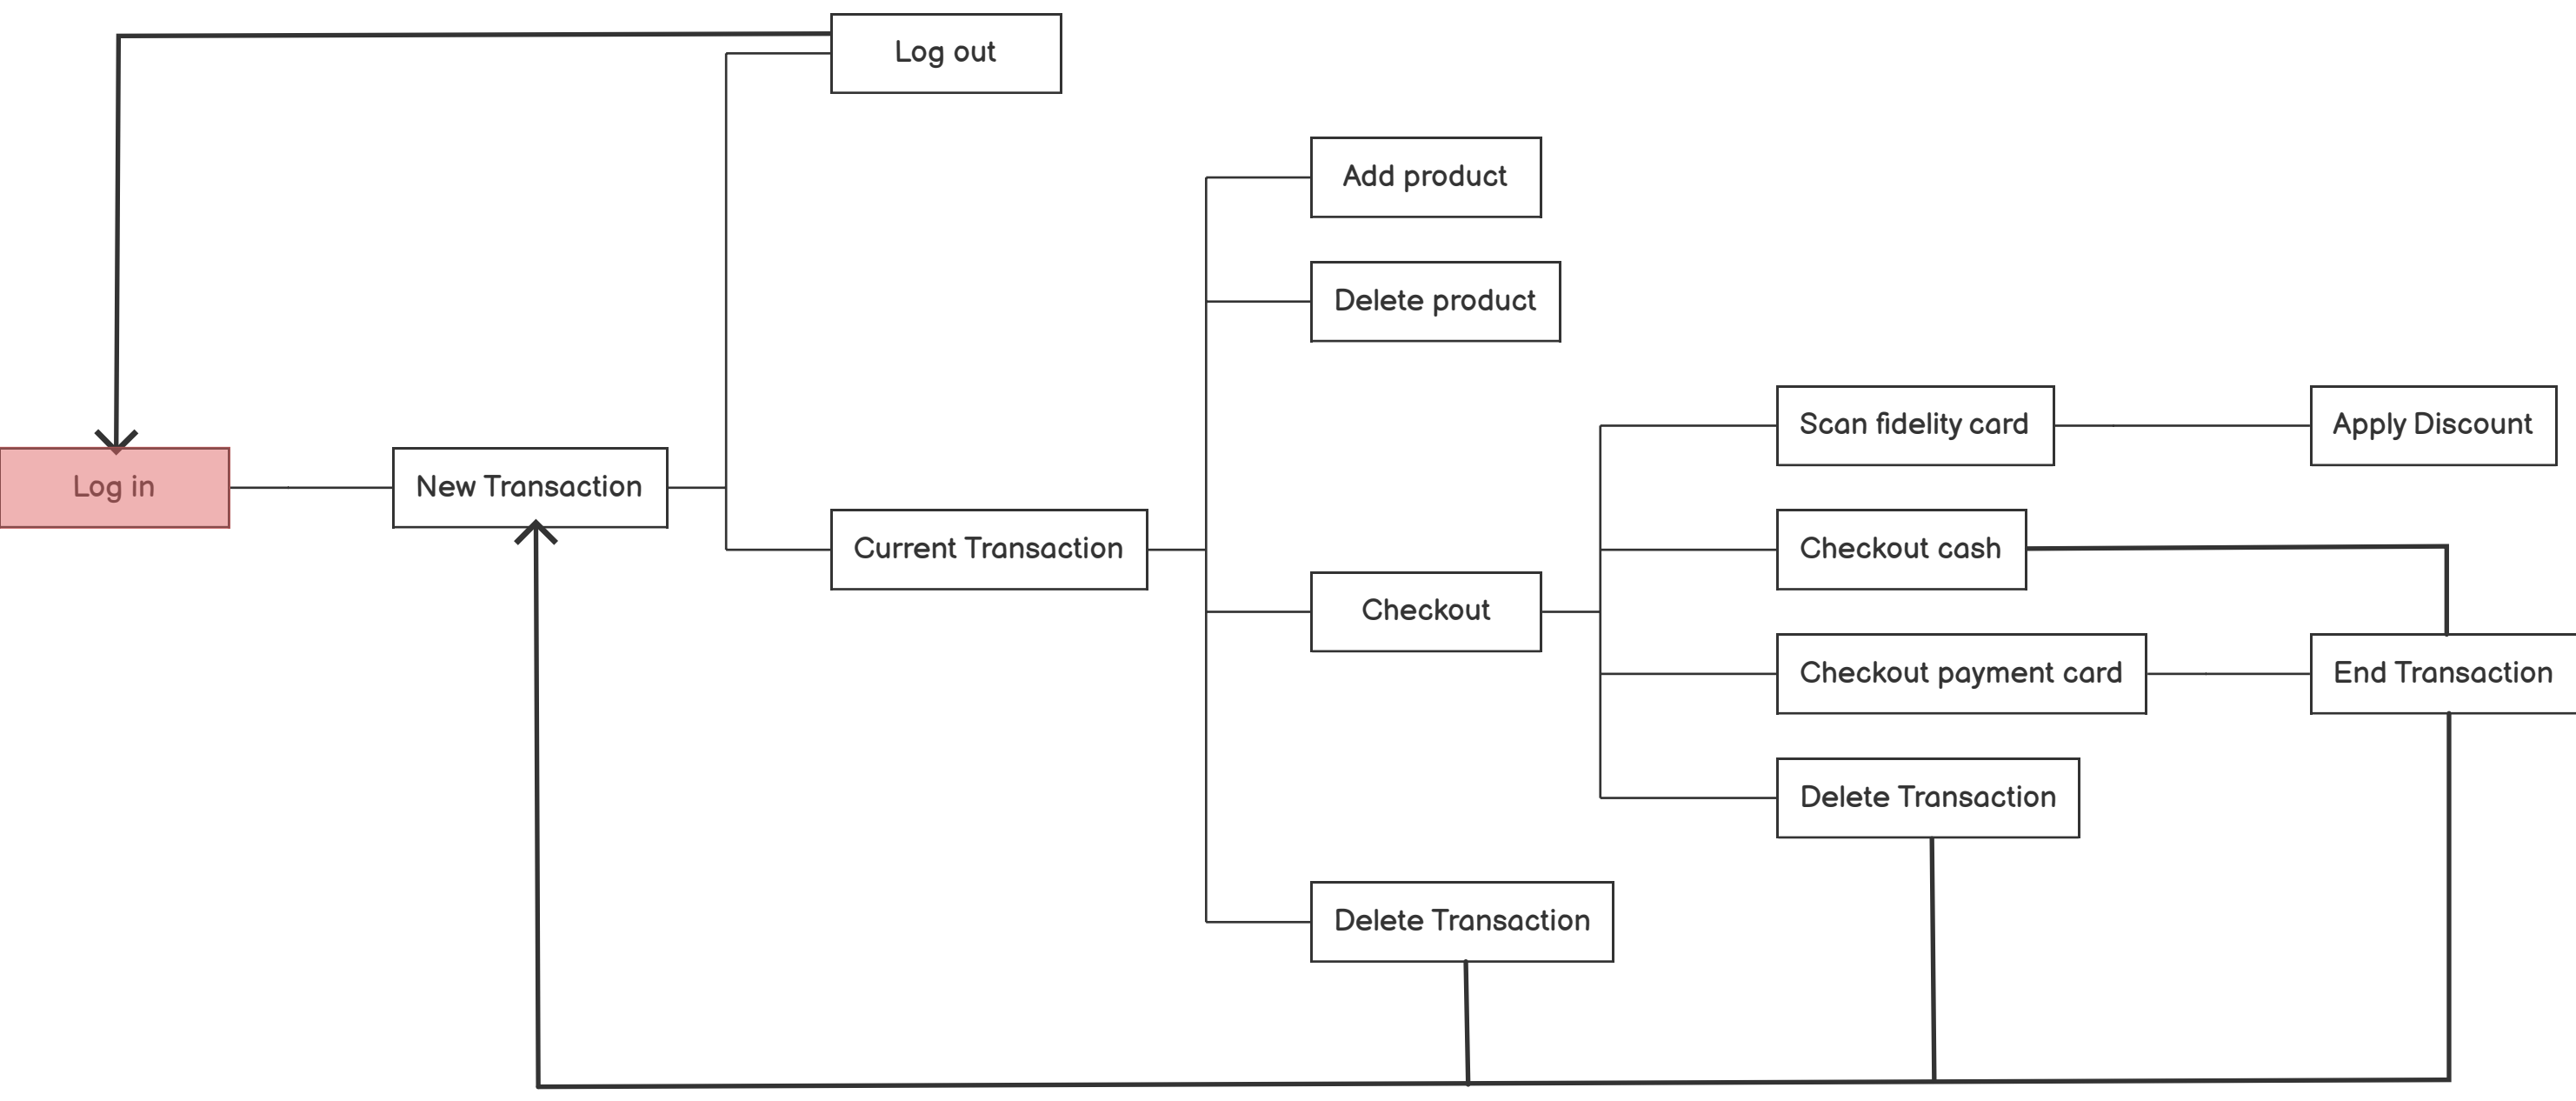 Log out
Add product
Delete product
Scan fidelity card
Apply Discount
Log in
New Transaction
Current Transaction
Checkout cash
Checkout
Checkout payment card
End Transaction
Delete Transaction
Delete Transaction